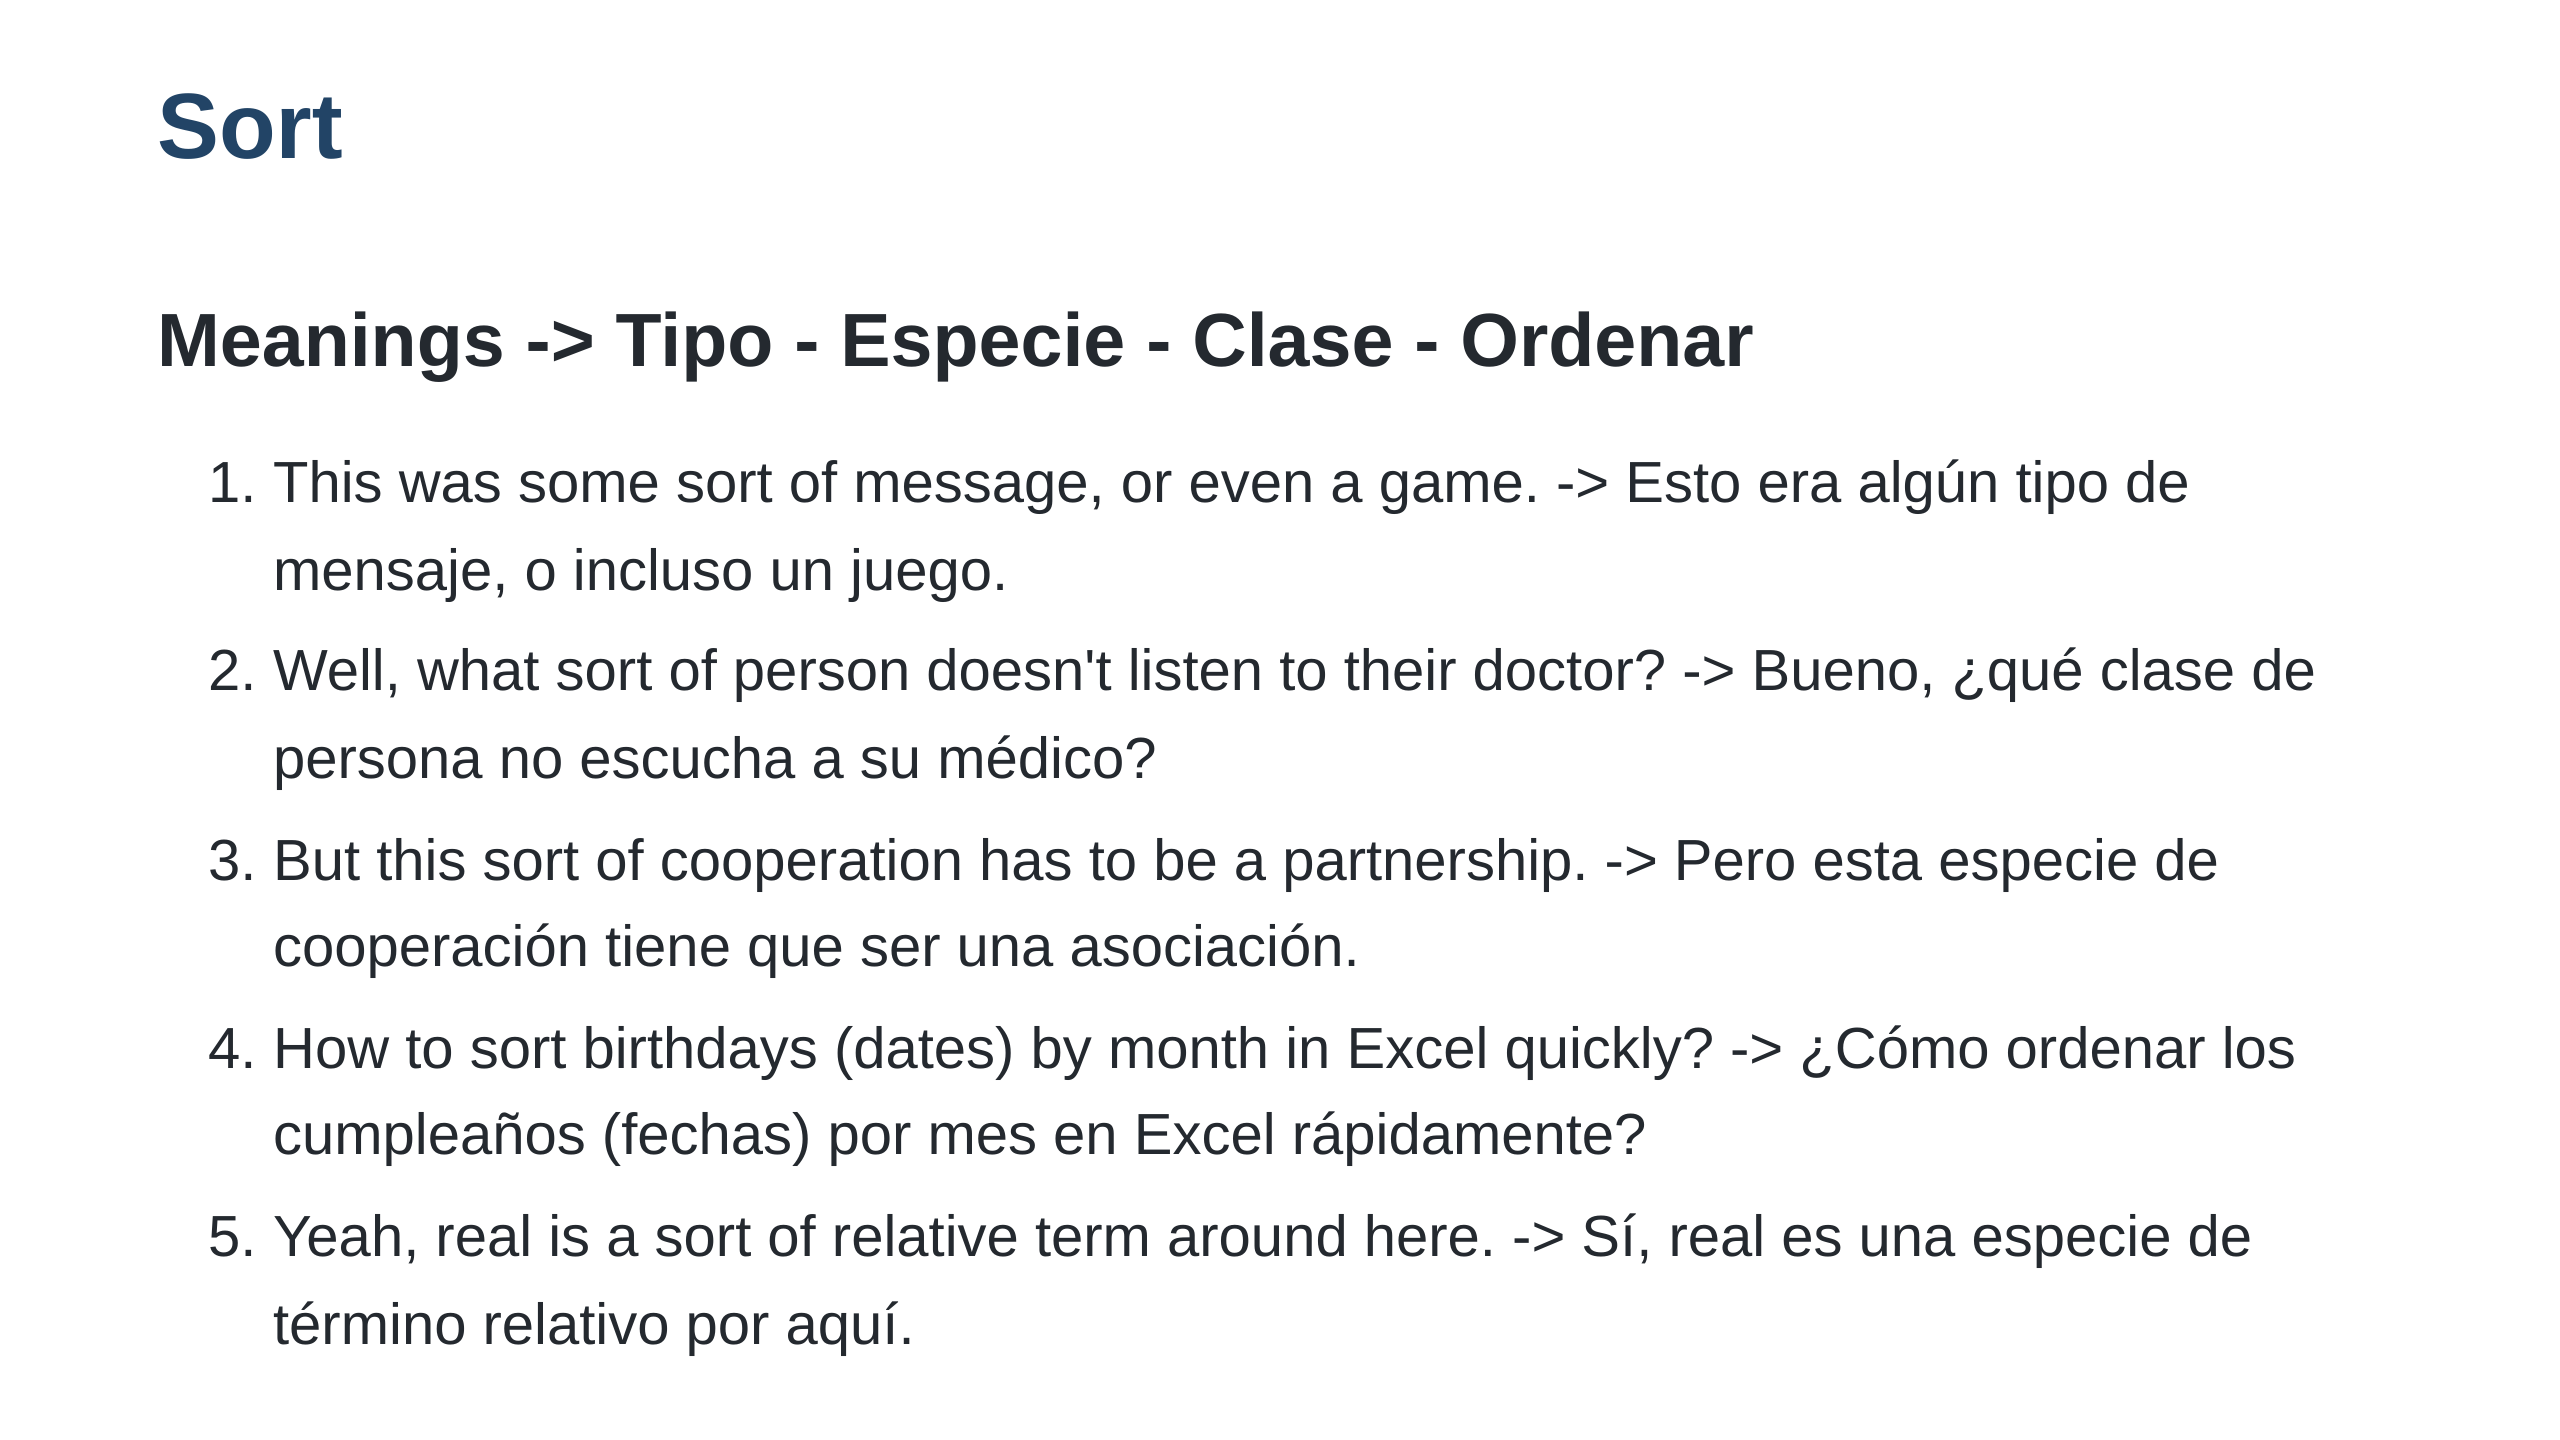 Sort
Meanings -> Tipo - Especie - Clase - Ordenar
1. This was some sort of message, or even a game. -> Esto era algún tipo de
mensaje, o incluso un juego.
2. Well, what sort of person doesn't listen to their doctor? -> Bueno, ¿qué clase de
persona no escucha a su médico?
3. But this sort of cooperation has to be a partnership. -> Pero esta especie de
cooperación tiene que ser una asociación.
4. How to sort birthdays (dates) by month in Excel quickly? -> ¿Cómo ordenar los
cumpleaños (fechas) por mes en Excel rápidamente?
5. Yeah, real is a sort of relative term around here. -> Sí, real es una especie de
término relativo por aquí.